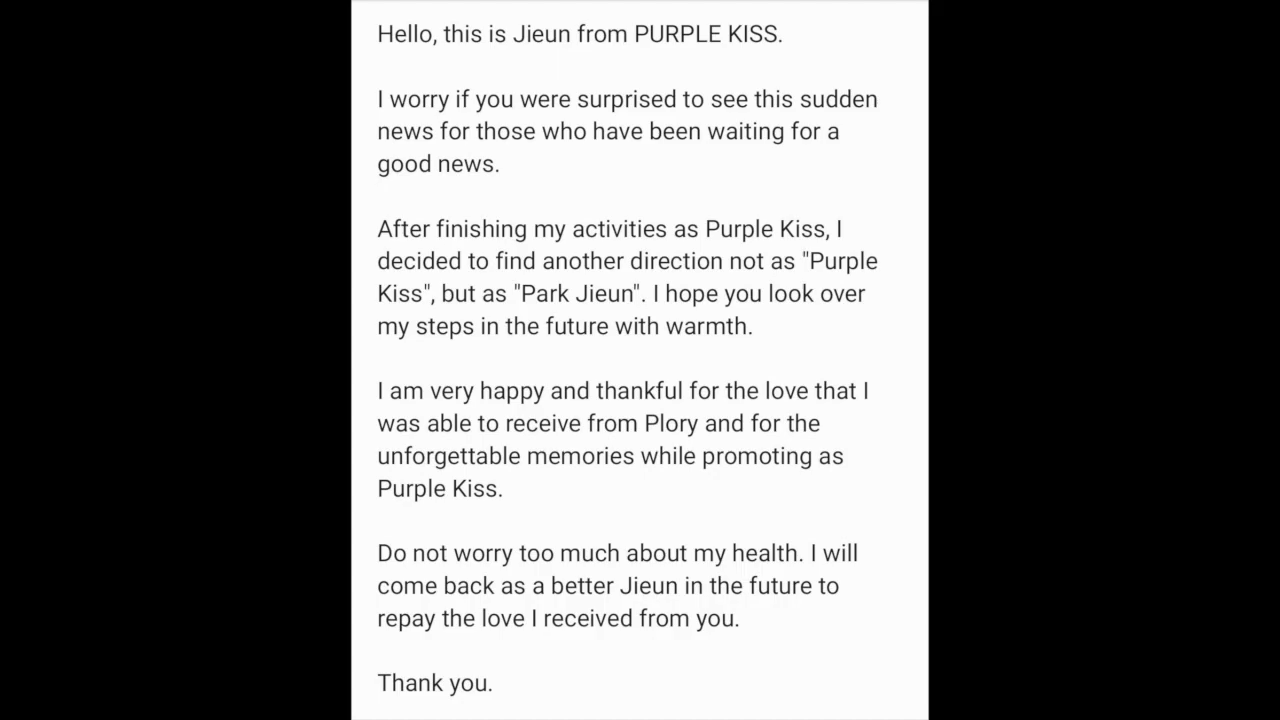 Hello, this is Jieun from PURPLE KISS.
I worry if you were surprised to see this sudden
news for those who have been waiting for a
good news.
After finishing my activities as Purple Kiss, I
decided to find another direction not as "Purple
Kiss", but as "Park Jieun". I hope you look over
my steps in the future with warmth.
I am very happy and thankful for the love that I
was able to receive from Plory and for the
unforgettable memories while promoting as
Purple Kiss.
Do not worry too much about my health. I will
come back as a better Jieun in the future to
repay the love I received from you.
Thank you.